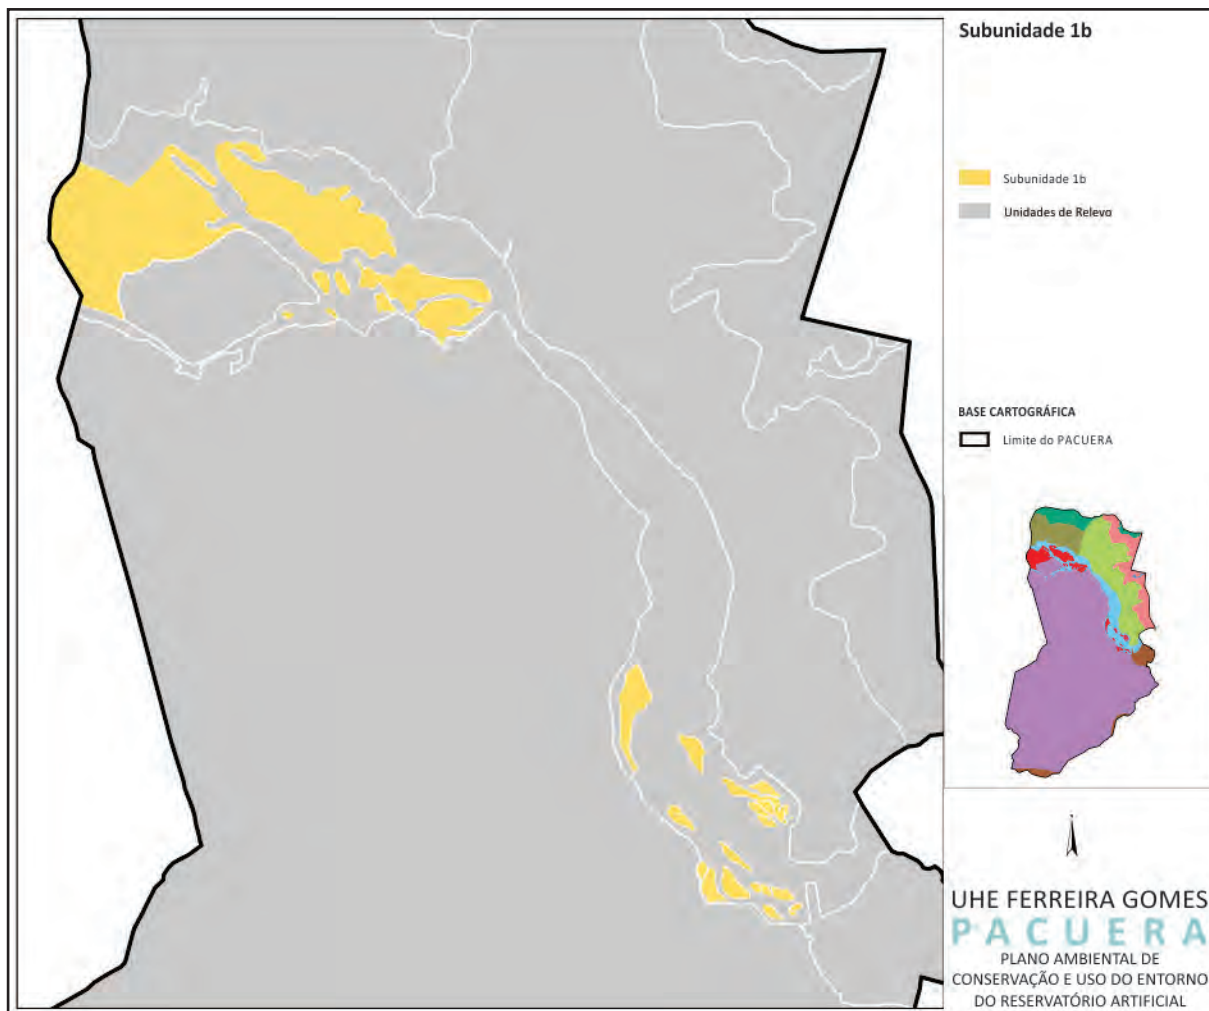 Subunidade 1b
Subunidade 1b
Unidades de Relevo
BASE CARTOGRÁFICA
Limite do PACUERA
UHE FERREIRA GOMES
PACUERA
PLANO AMBIENTAL DE
CONSERVAÇÃO E USO DO ENTORNO
DO RESERVATÓRIO ARTIFICIAL